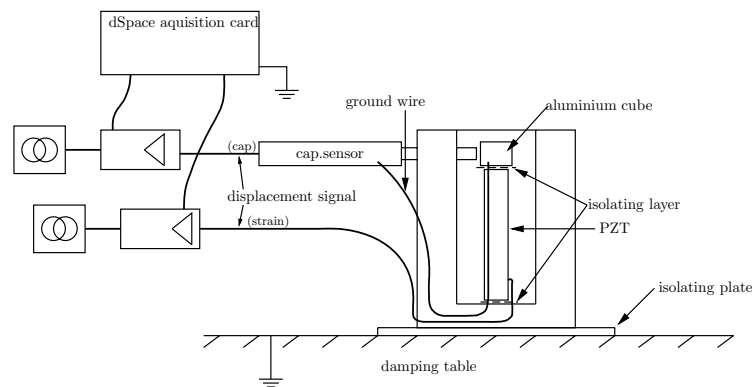 dSpace aquisition card
ground wire
aluminium cube
(cap)
cap.sensor
displacement signal
isolating layer
(strain)
PZT
isolating plate
damping table